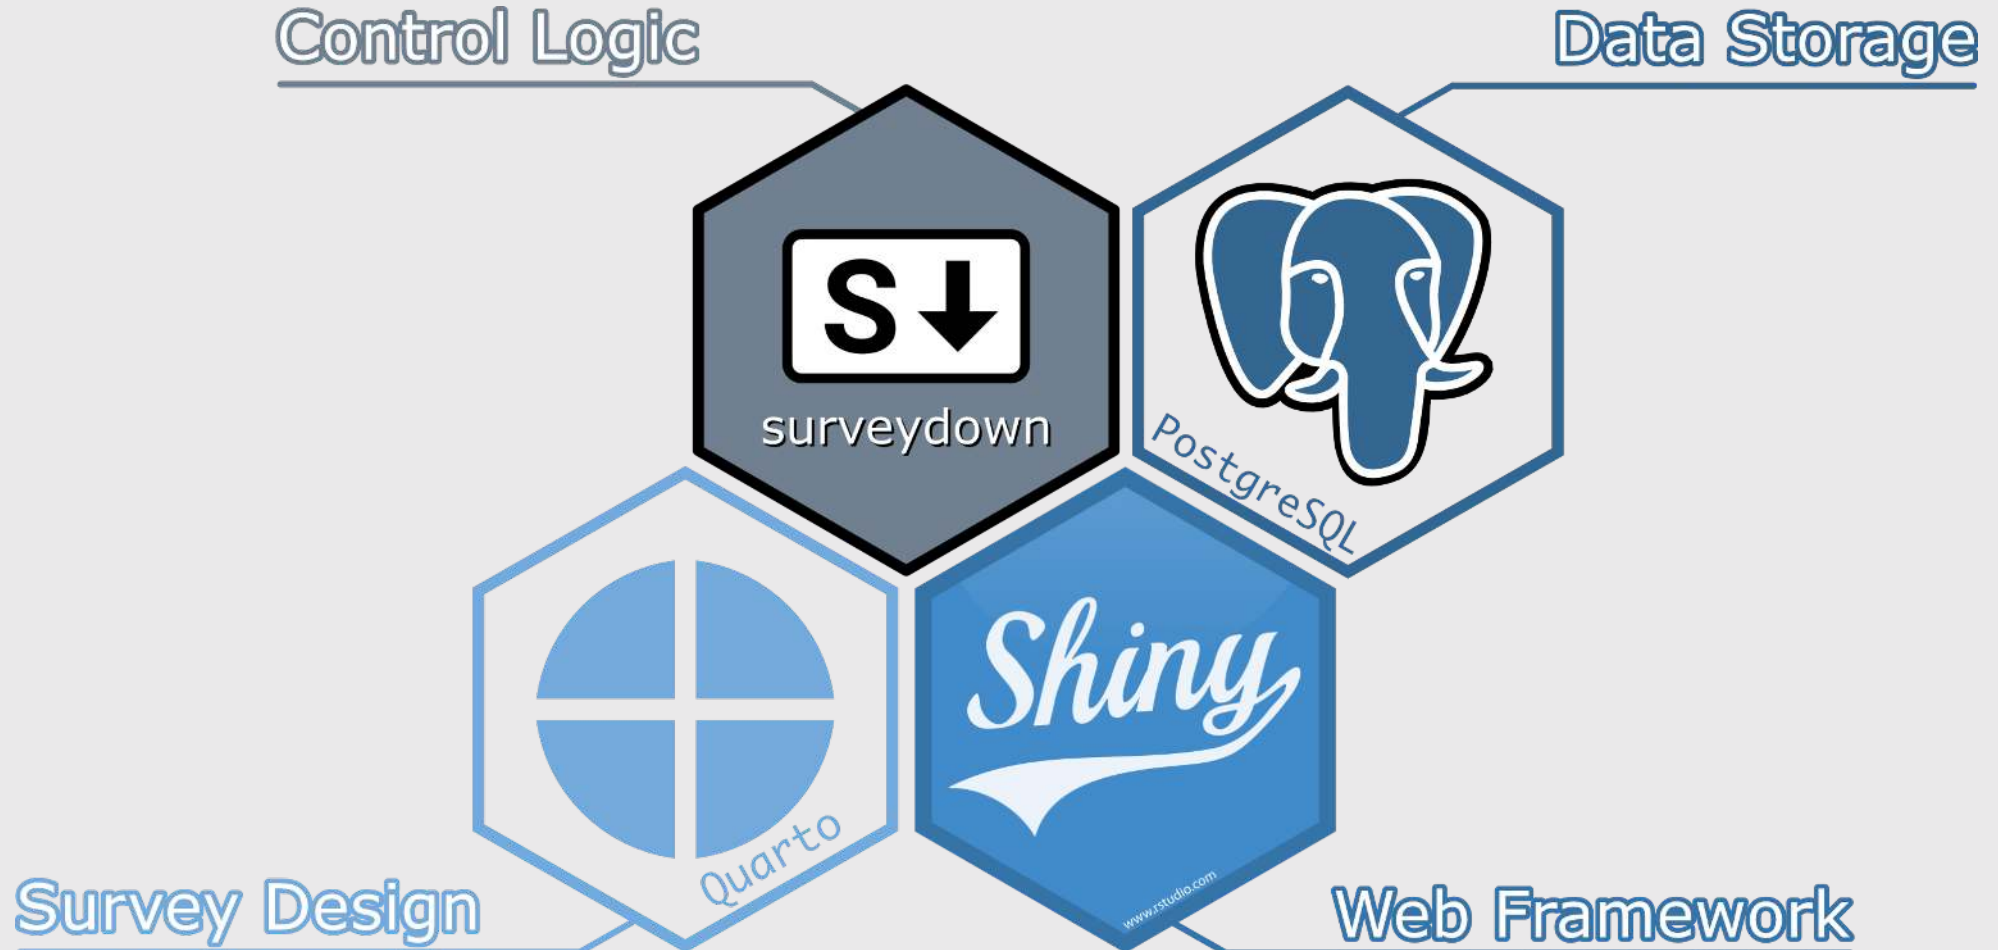 Control Logic
Data Storage
S
surveydown
PostgreSQL
Shiny
Quarto
www.rstudio.com
Survey Design
Web Framework